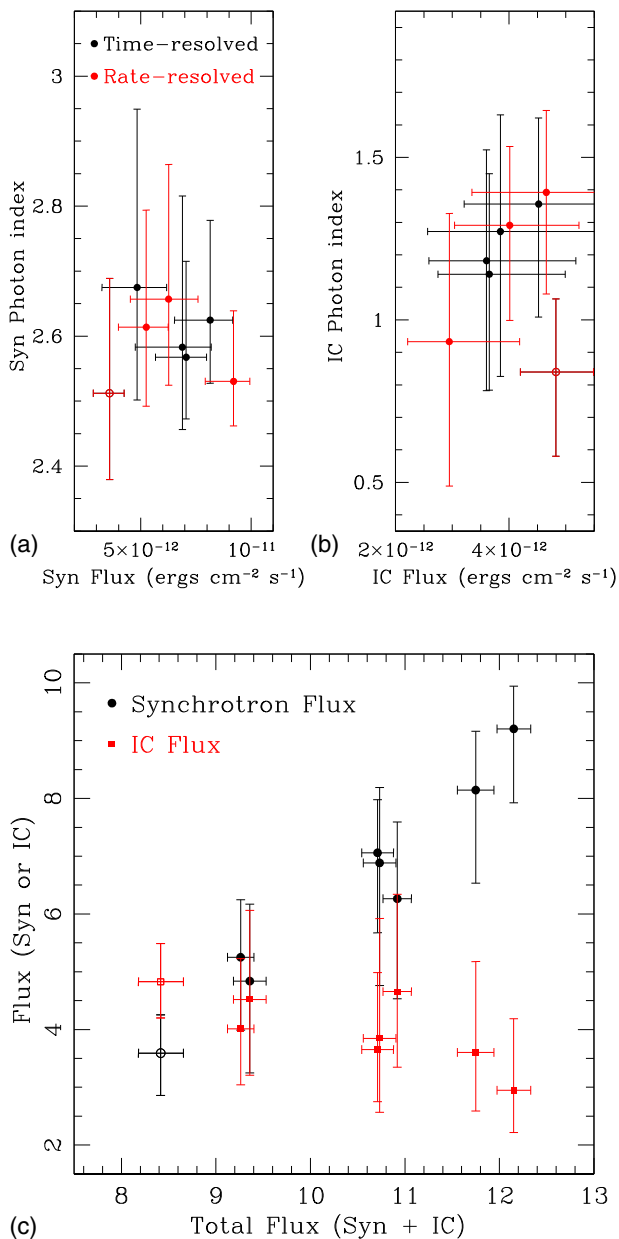 Time−resolved
Rate−resolved
3
2.8
2.6
2.4
Syn Photon index
5×10⁻¹²
10⁻¹¹
Syn Flux (ergs cm⁻² s⁻¹)
(a)
1.5
1
0.5
IC Photon index
2×10⁻¹²
4×10⁻¹²
IC Flux (ergs cm⁻² s⁻¹)
(b)
Synchrotron Flux
IC Flux
10
8
6
4
2
Flux (Syn or IC)
8
9
10
11
12
13
Total Flux (Syn + IC)
(c)